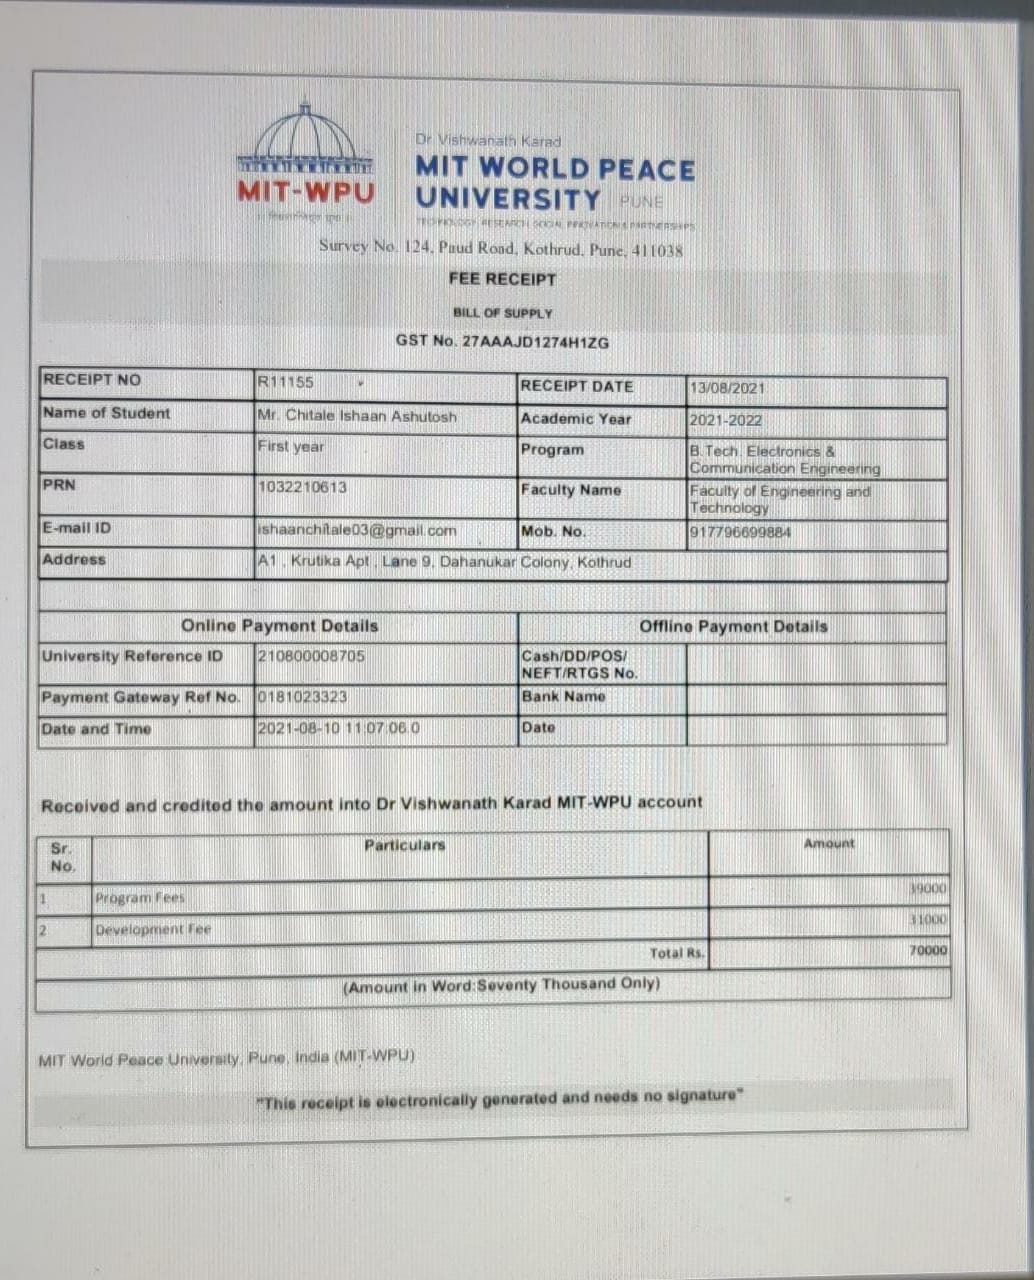 Dr. Vishwanath Karad
MIT WORLD PEACE
UNIVERSITY PUNE
MIT-WPU
TECHNOLOGY, RESEARCH, SOCIAL INNOVATION & PARTNERSHIPS
Survey No. 124, Paud Road, Kothrud, Pune, 411038
FEE RECEIPT
BILL OF SUPPLY
GST No. 27AAAJD1274H1ZG
RECEIPT NO R11155 RECEIPT DATE 13/08/2021
Name of Student Mr. Chitale Ishaan Ashutosh Academic Year 2021-2022
Class First year Program B.Tech. Electronics &
Communication Engineering
PRN 1032210613 Faculty Name Faculty of Engineering and
Technology
E-mail ID ishaanchitale03@gmail.com Mob. No. 917796699884
Address A1 , Krutika Apt , Lane 9, Dahanukar Colony, Kothrud
Online Payment Details Offline Payment Details
University Reference ID 210800008705 Cash/DD/POS/
NEFT/RTGS No.
Payment Gateway Ref No. 0181023323 Bank Name
Date and Time 2021-08-10 11:07:06.0 Date
Received and credited the amount into Dr Vishwanath Karad MIT-WPU account
Sr. Particulars Amount
No.
1 Program Fees 39000
2 Development Fee 31000
Total Rs. 70000
(Amount in Word:Seventy Thousand Only)
MIT World Peace University, Pune, India (MIT-WPU)
"This receipt is electronically generated and needs no signature"